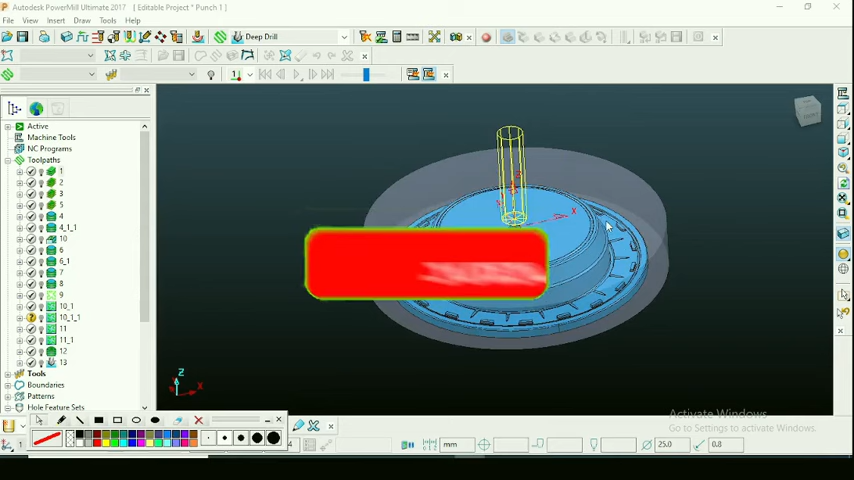 Autodesk PowerMill Ultimate 2017 - [ Editable Project * Punch 1 ]
File View Insert Draw Tools Help
Deep Drill
1
Active
Machine Tools
NC Programs
Toolpaths
1
2
3
5
4
4_1_1
10
6
6_1
7
8
9
10_1
10_1_1
11
11_1
12
13
Tools
Boundaries
Patterns
Hole Feature Sets
X
Z
X
Activate Windows
Go to Settings to activate Windows.
4 mm 25.0 0.8